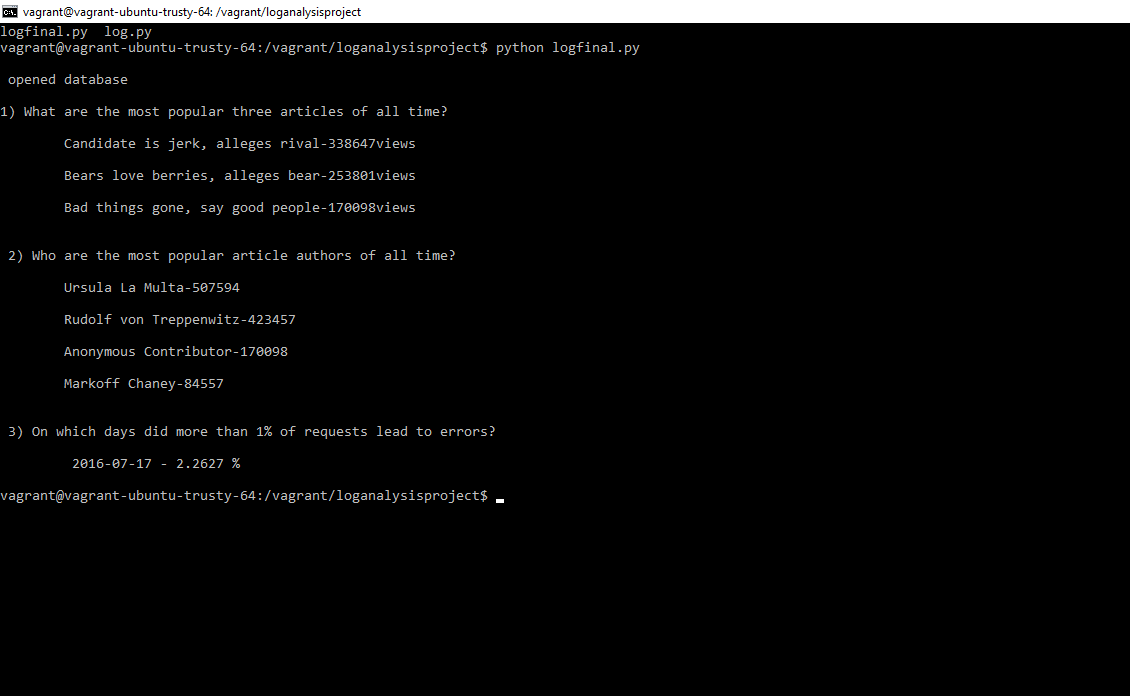 vagrant@vagrant-ubuntu-trusty-64: /vagrant/loganalysisproject
logfinal.py  log.py
vagrant@vagrant-ubuntu-trusty-64:/vagrant/loganalysisproject$ python logfinal.py
opened database
1) What are the most popular three articles of all time?
Candidate is jerk, alleges rival-338647views
Bears love berries, alleges bear-253801views
Bad things gone, say good people-170098views
2) Who are the most popular article authors of all time?
Ursula La Multa-507594
Rudolf von Treppenwitz-423457
Anonymous Contributor-170098
Markoff Chaney-84557
3) On which days did more than 1% of requests lead to errors?
2016-07-17 - 2.2627 %
vagrant@vagrant-ubuntu-trusty-64:/vagrant/loganalysisproject$